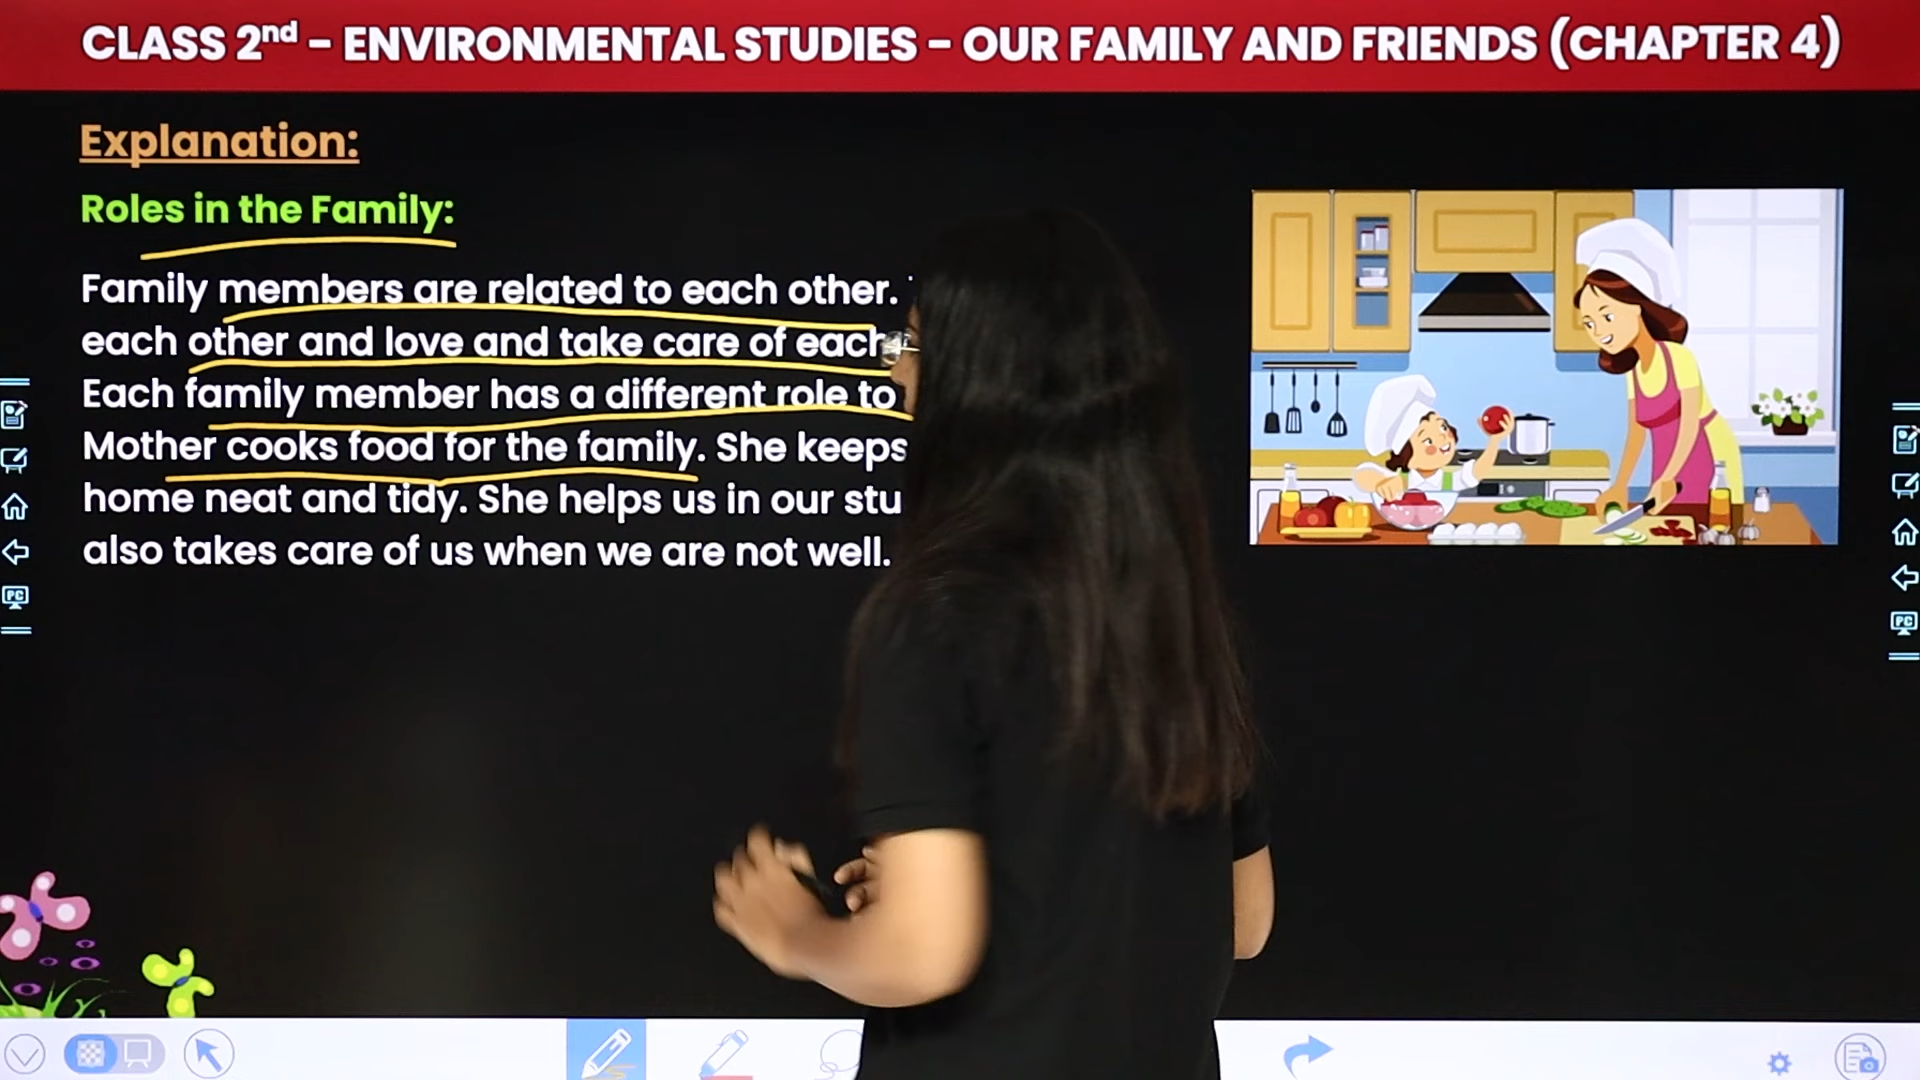 CLASS 2nd - ENVIRONMENTAL STUDIES - OUR FAMILY AND FRIENDS (CHAPTER 4)
Explanation:
Roles in the Family:
Family members are related to each other.
each other and love and take care of each
Each family member has a different role to
Mother cooks food for the family. She keeps
home neat and tidy. She helps us in our
also takes care of us when we are not well.
PC
PC